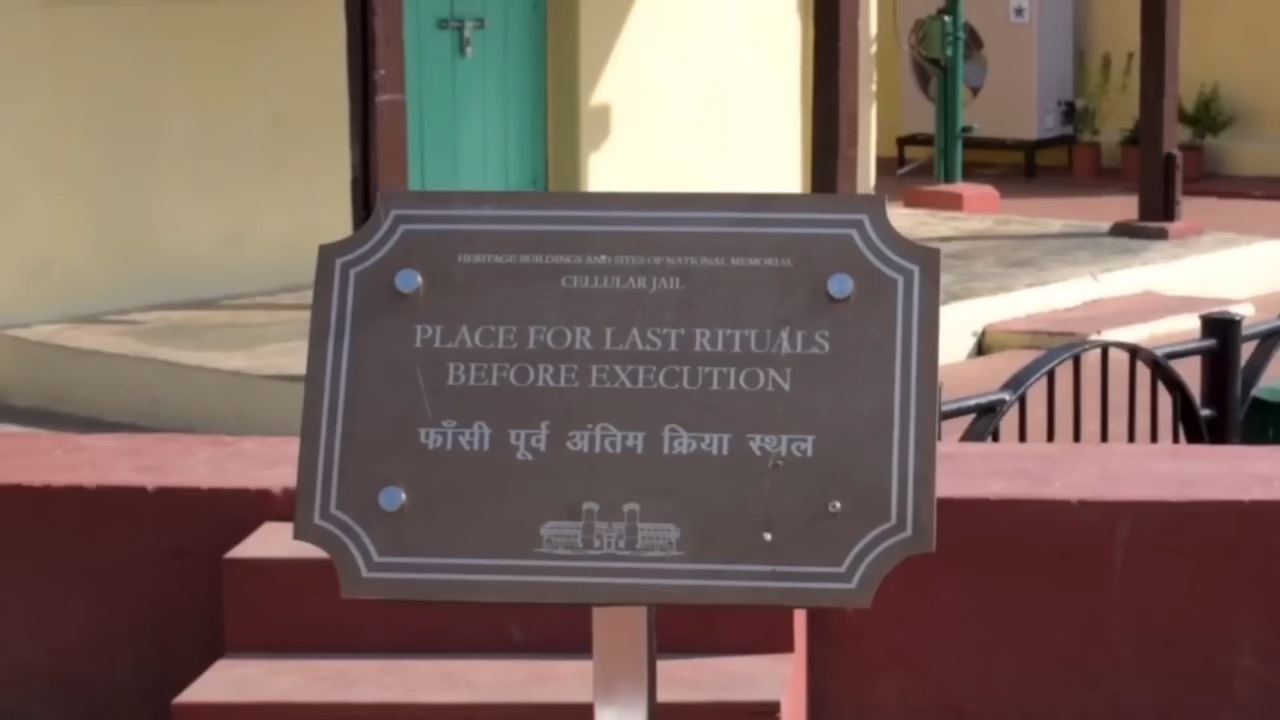 HERITAGE BUILDINGS AND SITES OF NATIONAL MEMORIAL
CELLULAR JAIL
PLACE FOR LAST RITUALS
BEFORE EXECUTION
फाँसी पूर्व अंतिम क्रिया स्थल